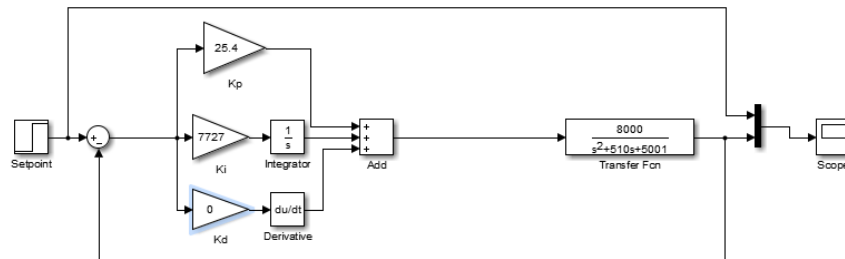 25.4
Kp
Setpoint
+
−
7727
Ki
1
s
Integrator
+
+
+
Add
8000
s²+510s+5001
Transfer Fcn
Scope
0
Kd
du/dt
Derivative